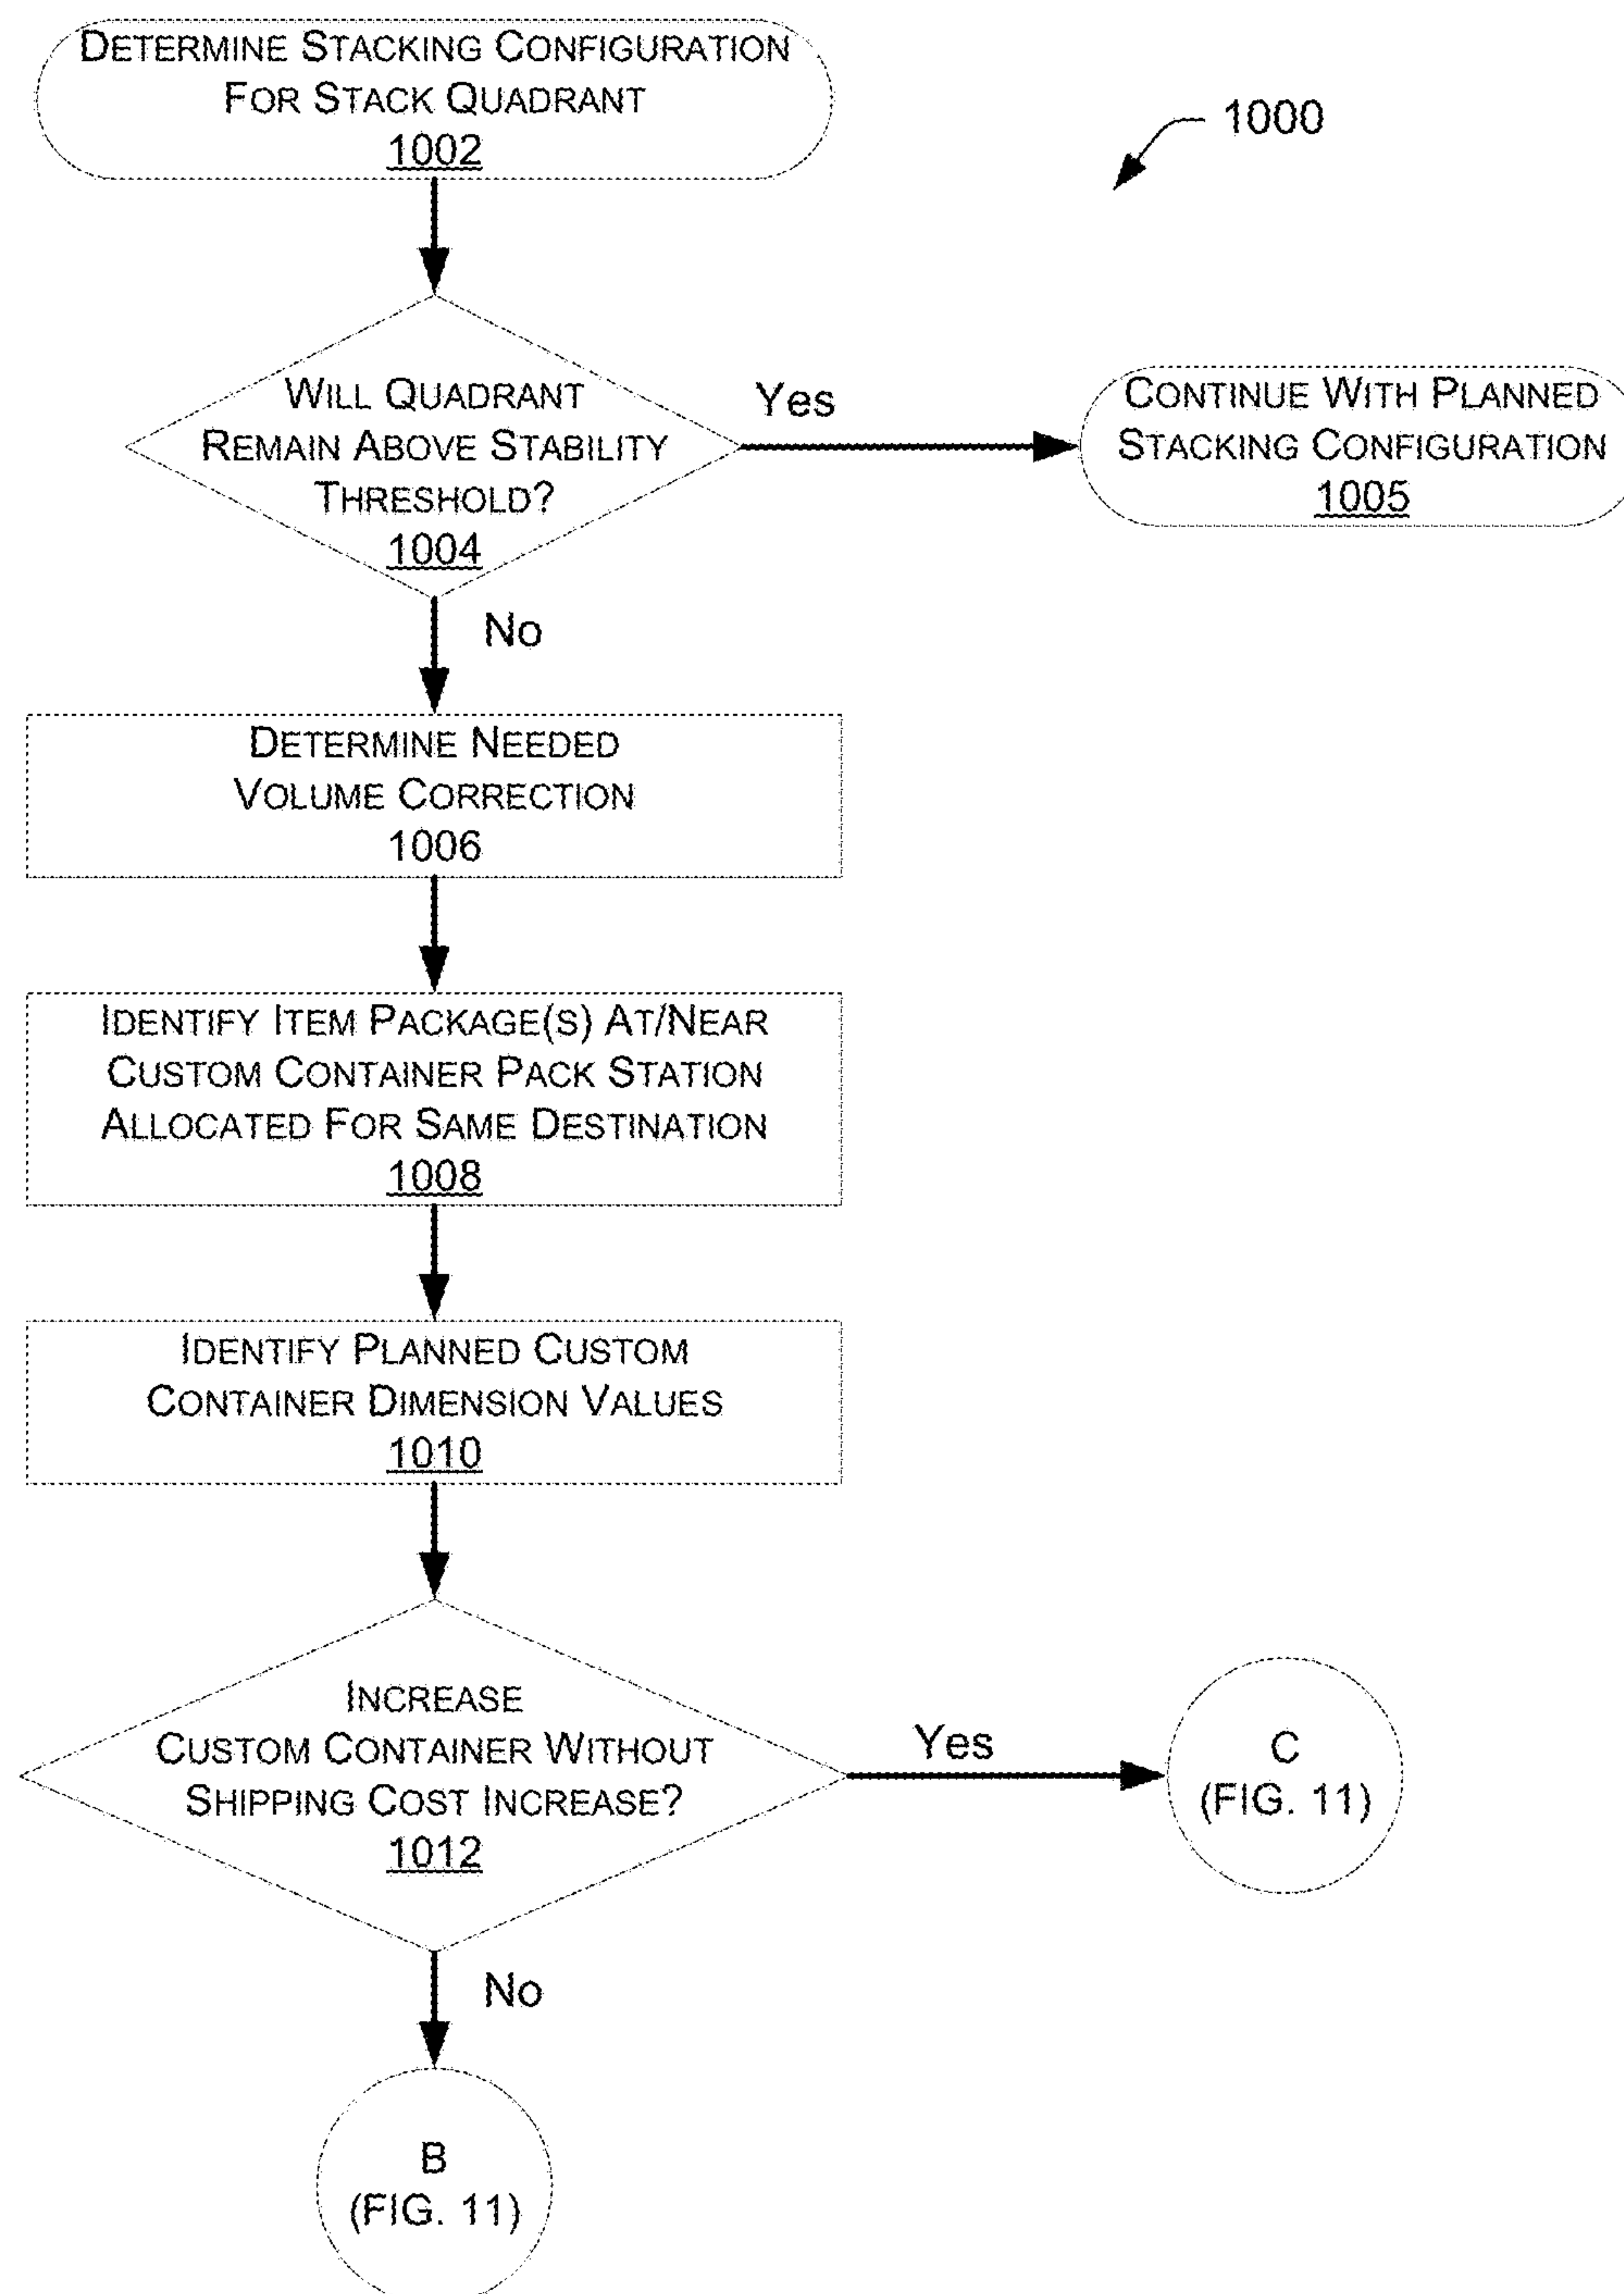 DETERMINE STACKING CONFIGURATION
FOR STACK QUADRANT
1002
1000
WILL QUADRANT
REMAIN ABOVE STABILITY
THRESHOLD?
1004
Yes
CONTINUE WITH PLANNED
STACKING CONFIGURATION
1005
No
DETERMINE NEEDED
VOLUME CORRECTION
1006
IDENTIFY ITEM PACKAGE(S) AT/NEAR
CUSTOM CONTAINER PACK STATION
ALLOCATED FOR SAME DESTINATION
1008
IDENTIFY PLANNED CUSTOM
CONTAINER DIMENSION VALUES
1010
INCREASE
CUSTOM CONTAINER WITHOUT
SHIPPING COST INCREASE?
1012
Yes
C
(FIG. 11)
No
B
(FIG. 11)